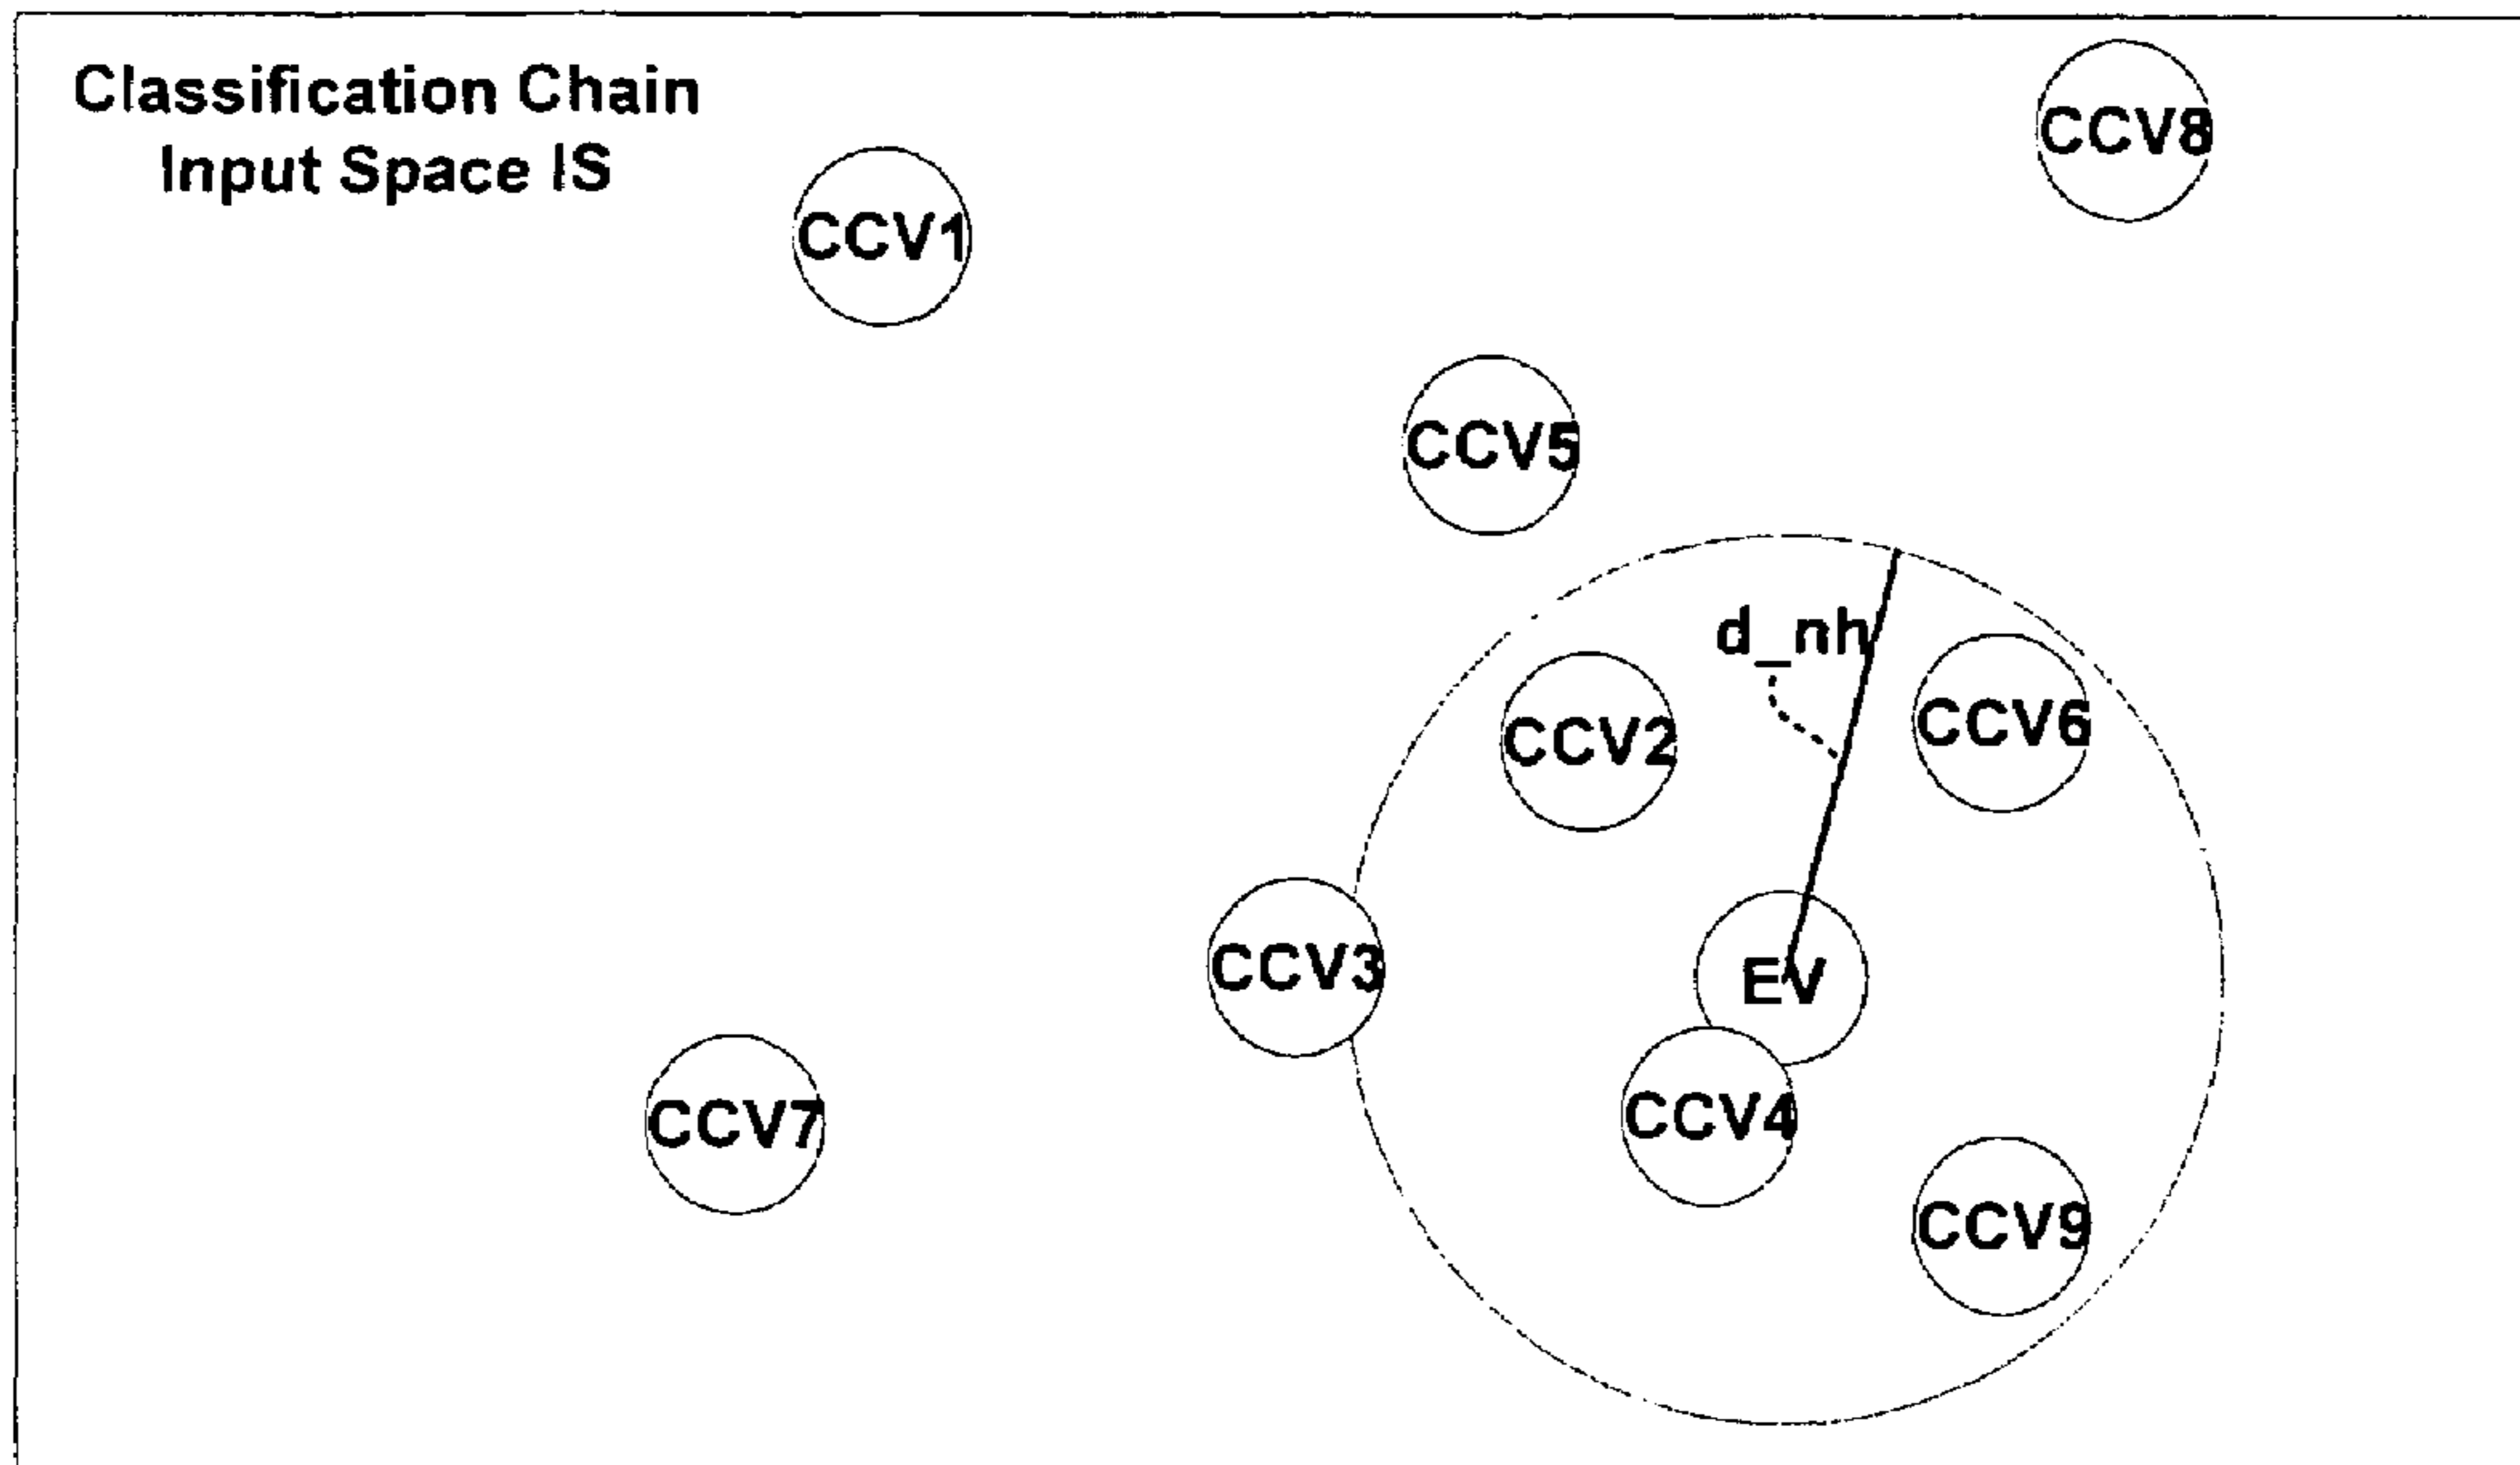 Classification Chain
Input Space IS
CCV8
CCV1
CCV5
d_nh
CCV2
CCV6
CCV3
EV
CCV4
CCV7
CCV9